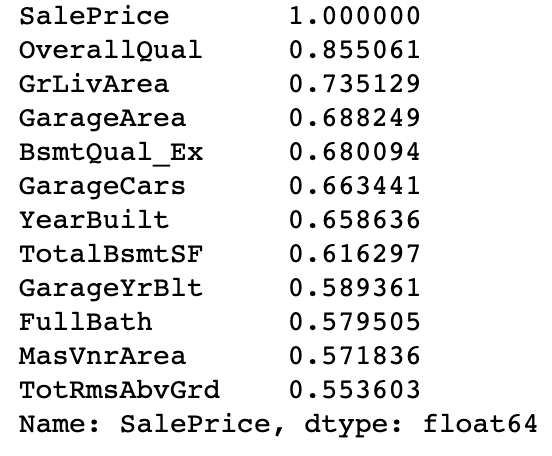 SalePrice 1.000000
OverallQual 0.855061
GrLivArea 0.735129
GarageArea 0.688249
BsmtQual_Ex 0.680094
GarageCars 0.663441
YearBuilt 0.658636
TotalBsmtSF 0.616297
GarageYrBlt 0.589361
FullBath 0.579505
MasVnrArea 0.571836
TotRmsAbvGrd 0.553603
Name: SalePrice, dtype: float64